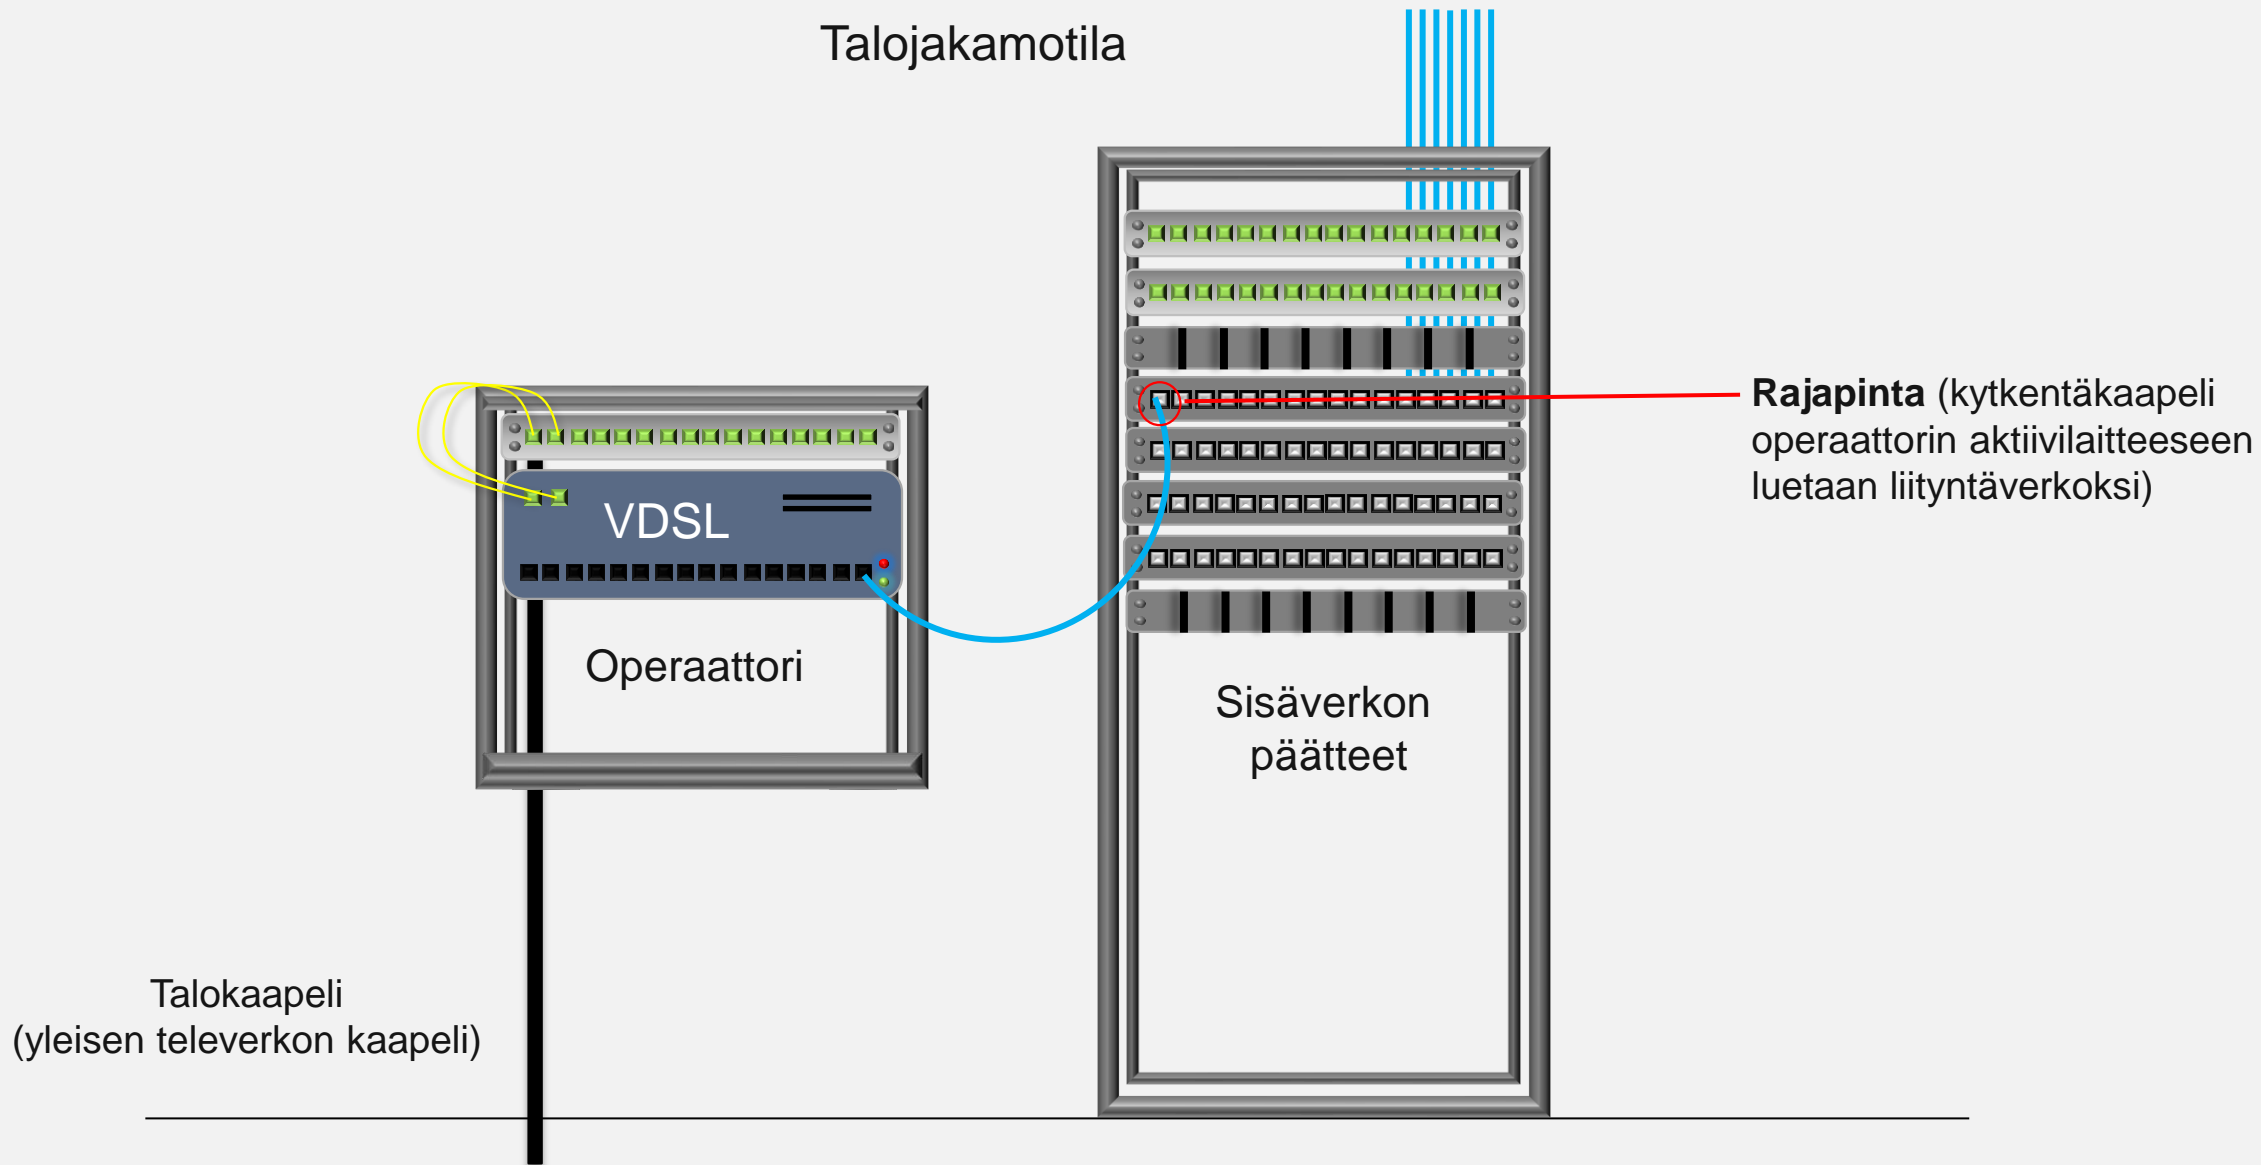 Talojakamotila
Rajapinta (kytkentäkaapeli
operaattorin aktiivilaitteeseen
luetaan liityntäverkoksi)
VDSL
Operaattori
Sisäverkon
päätteet
Talokaapeli
(yleisen televerkon kaapeli)